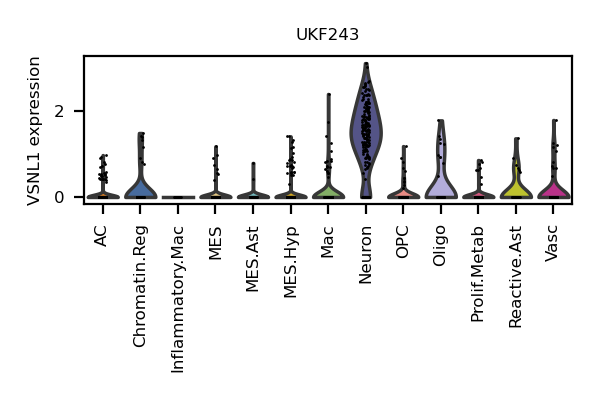 UKF243
VSNL1 expression
2
0
AC
Chromatin.Reg
Inflammatory.Mac
MES
MES.Ast
MES.Hyp
Mac
Neuron
OPC
Oligo
Prolif.Metab
Reactive.Ast
Vasc